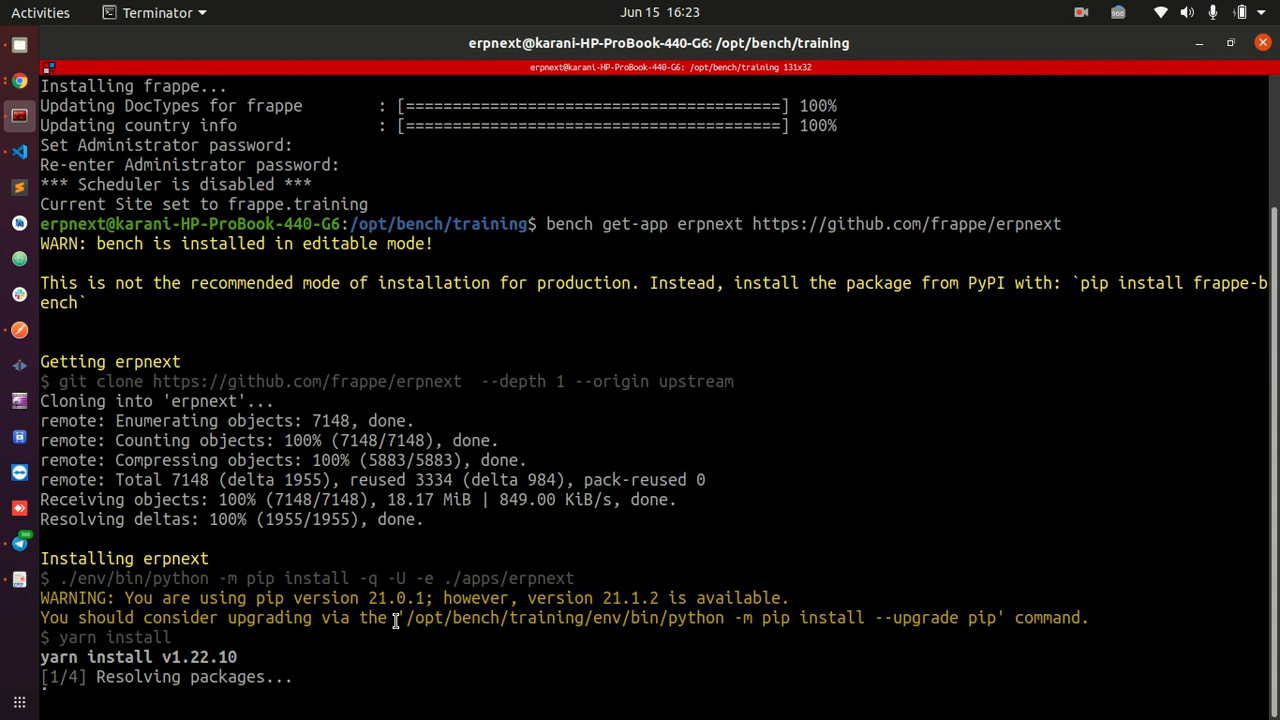 Activities
Terminator
Jun 15 16:23
erpnext@karani-HP-ProBook-440-G6: /opt/bench/training
erpnext@karani-HP-ProBook-440-G6: /opt/bench/training 131x32
Installing frappe...
Updating DocTypes for frappe : [========================================] 100%
Updating country info : [========================================] 100%
Set Administrator password:
Re-enter Administrator password:
*** Scheduler is disabled ***
Current Site set to frappe.training
erpnext@karani-HP-ProBook-440-G6:/opt/bench/training$ bench get-app erpnext https://github.com/frappe/erpnext
WARN: bench is installed in editable mode!
This is not the recommended mode of installation for production. Instead, install the package from PyPI with: `pip install frappe-b
ench`
Getting erpnext
$ git clone https://github.com/frappe/erpnext --depth 1 --origin upstream
Cloning into 'erpnext'...
remote: Enumerating objects: 7148, done.
remote: Counting objects: 100% (7148/7148), done.
remote: Compressing objects: 100% (5883/5883), done.
remote: Total 7148 (delta 1955), reused 3334 (delta 984), pack-reused 0
Receiving objects: 100% (7148/7148), 18.17 MiB | 849.00 KiB/s, done.
Resolving deltas: 100% (1955/1955), done.
Installing erpnext
$ ./env/bin/python -m pip install -q -U -e ./apps/erpnext
WARNING: You are using pip version 21.0.1; however, version 21.1.2 is available.
You should consider upgrading via the '/opt/bench/training/env/bin/python -m pip install --upgrade pip' command.
$ yarn install
yarn install v1.22.10
[1/4] Resolving packages...